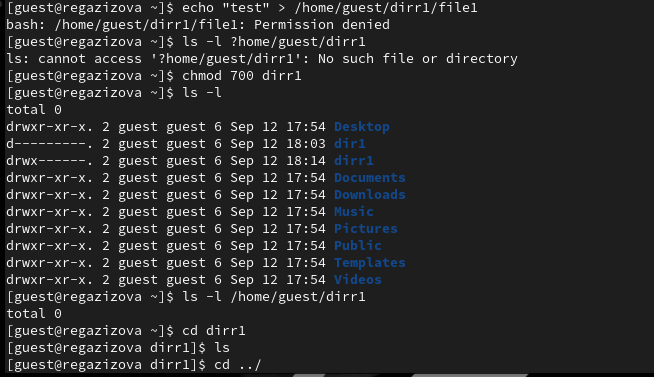 [guest@regazizova ~]$ echo "test" > /home/guest/dirr1/file1
bash: /home/guest/dirr1/file1: Permission denied
[guest@regazizova ~]$ ls -l ?home/guest/dirr1
ls: cannot access '?home/guest/dirr1': No such file or directory
[guest@regazizova ~]$ chmod 700 dirr1
[guest@regazizova ~]$ ls -l
total 0
drwxr-xr-x. 2 guest guest 6 Sep 12 17:54 Desktop
d---------. 2 guest guest 6 Sep 12 18:03 dir1
drwx------. 2 guest guest 6 Sep 12 18:14 dirr1
drwxr-xr-x. 2 guest guest 6 Sep 12 17:54 Documents
drwxr-xr-x. 2 guest guest 6 Sep 12 17:54 Downloads
drwxr-xr-x. 2 guest guest 6 Sep 12 17:54 Music
drwxr-xr-x. 2 guest guest 6 Sep 12 17:54 Pictures
drwxr-xr-x. 2 guest guest 6 Sep 12 17:54 Public
drwxr-xr-x. 2 guest guest 6 Sep 12 17:54 Templates
drwxr-xr-x. 2 guest guest 6 Sep 12 17:54 Videos
[guest@regazizova ~]$ ls -l /home/guest/dirr1
total 0
[guest@regazizova ~]$ cd dirr1
[guest@regazizova dirr1]$ ls
[guest@regazizova dirr1]$ cd ../